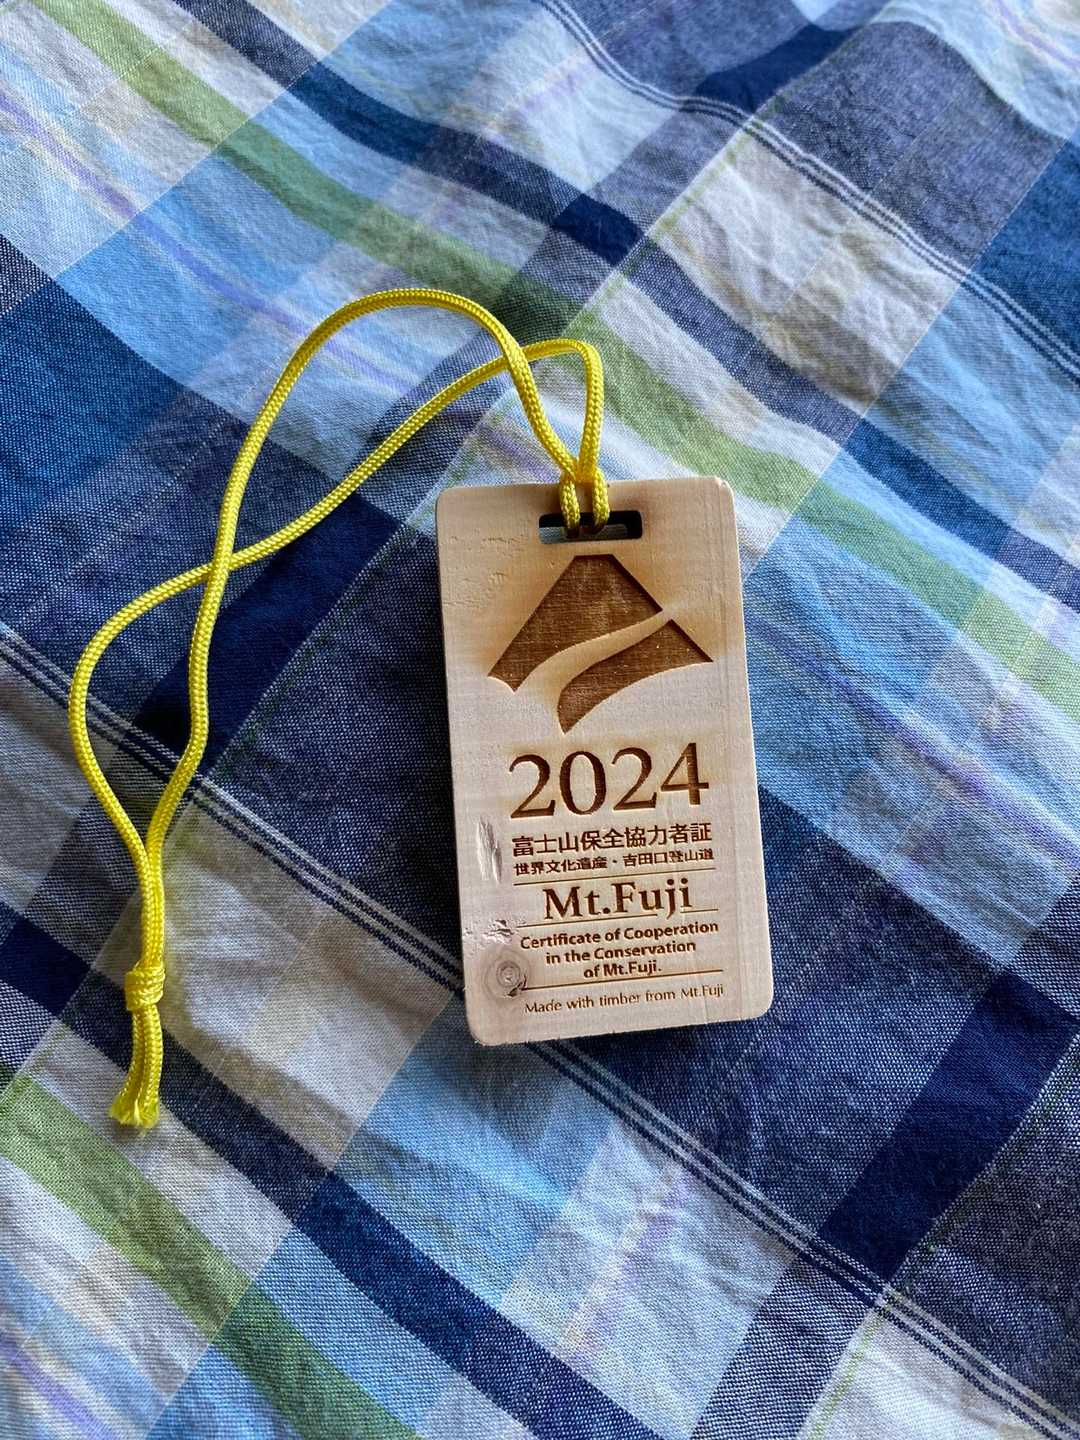 2024
富士山保全協力者証
世界文化遺産・吉田口登山道
Mt.Fuji
Certificate of Cooperation
in the Conservation
of Mt.Fuji.
Made with timber from Mt.Fuji